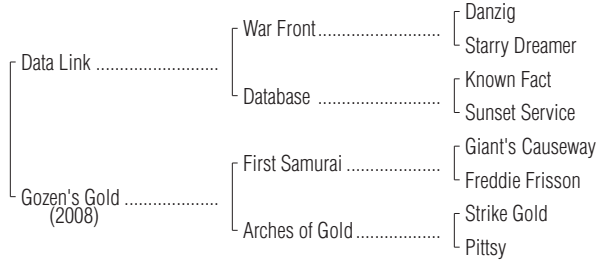 Danzig
War Front
Starry Dreamer
Data Link
Known Fact
Database
Sunset Service
Giant's Causeway
First Samurai
Freddie Frisson
Gozen's Gold
(2008)
Strike Gold
Arches of Gold
Pittsy